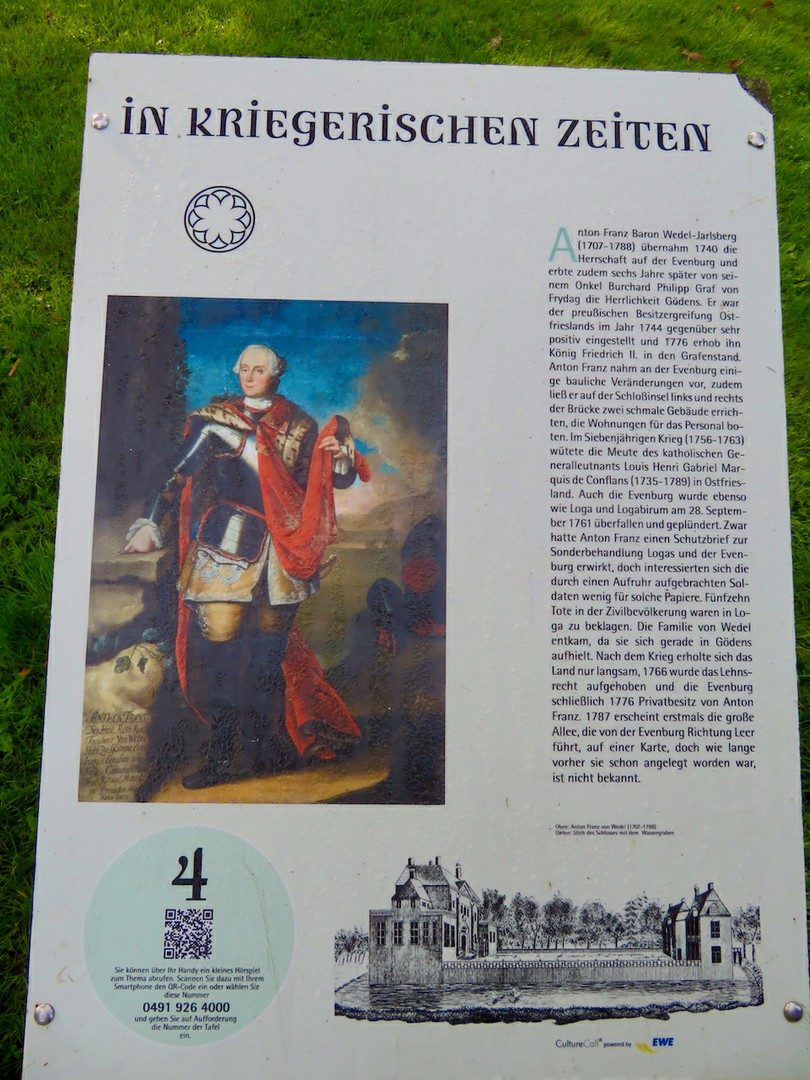 IN KRIEGERISCHEN ZEITEN
Anton Franz Baron Wedel-Jarlsberg
(1707-1788) übernahm 1740 die
Herrschaft auf der Evenburg und
erbte zudem sechs Jahre später von sei-
nem Onkel Burchard Philipp Graf von
Frydag die Herrlichkeit Gödens. Er war
der preußischen Besitzergreifung Ost-
frieslands im Jahr 1744 gegenüber sehr
positiv eingestellt und 1776 erhob ihn
König Friedrich II. in den Grafenstand.
Anton Franz nahm an der Evenburg eini-
ge bauliche Veränderungen vor, zudem
ließ er auf der Schloßinsel links und rechts
der Brücke zwei schmale Gebäude errich-
ten, die Wohnungen für das Personal bo-
ten. Im Siebenjährigen Krieg (1756-1763)
wütete die Meute des katholischen Ge-
neralleutnants Louis Henri Gabriel Mar-
quis de Conflans (1735-1789) in Ostfries-
land. Auch die Evenburg wurde ebenso
wie Loga und Logabirum am 28. Septem-
ber 1761 überfallen und geplündert. Zwar
hatte Anton Franz einen Schutzbrief zur
Sonderbehandlung Logas und der Even-
burg erwirkt, doch interessierten sich die
durch einen Aufruhr aufgebrachten Sol-
daten wenig für solche Papiere. Fünfzehn
Tote in der Zivilbevölkerung waren in Lo-
ga zu beklagen. Die Familie von Wedel
entkam, da sie sich gerade in Gödens
aufhielt. Nach dem Krieg erholte sich das
Land nur langsam, 1766 wurde das Lehns-
recht aufgehoben und die Evenburg
schließlich 1776 Privatbesitz von Anton
Franz. 1787 erscheint erstmals die große
Allee, die von der Evenburg Richtung Leer
führt, auf einer Karte, doch wie lange
vorher sie schon angelegt worden war,
ist nicht bekannt.
Oben: Anton Franz von Wedel (1707-1788)
Unten: Stich des Schlosses mit dem Wassergraben
ANTON FRANZ
4
Sie können über Ihr Handy ein kleines Hörspiel
zum Thema abrufen. Scannen Sie dazu mit Ihrem
Smartphone den QR-Code ein oder wählen Sie
diese Nummer
0491 926 4000
und geben Sie auf Aufforderung
die Nummer der Tafel
ein.
CultureCall® powered by EWE